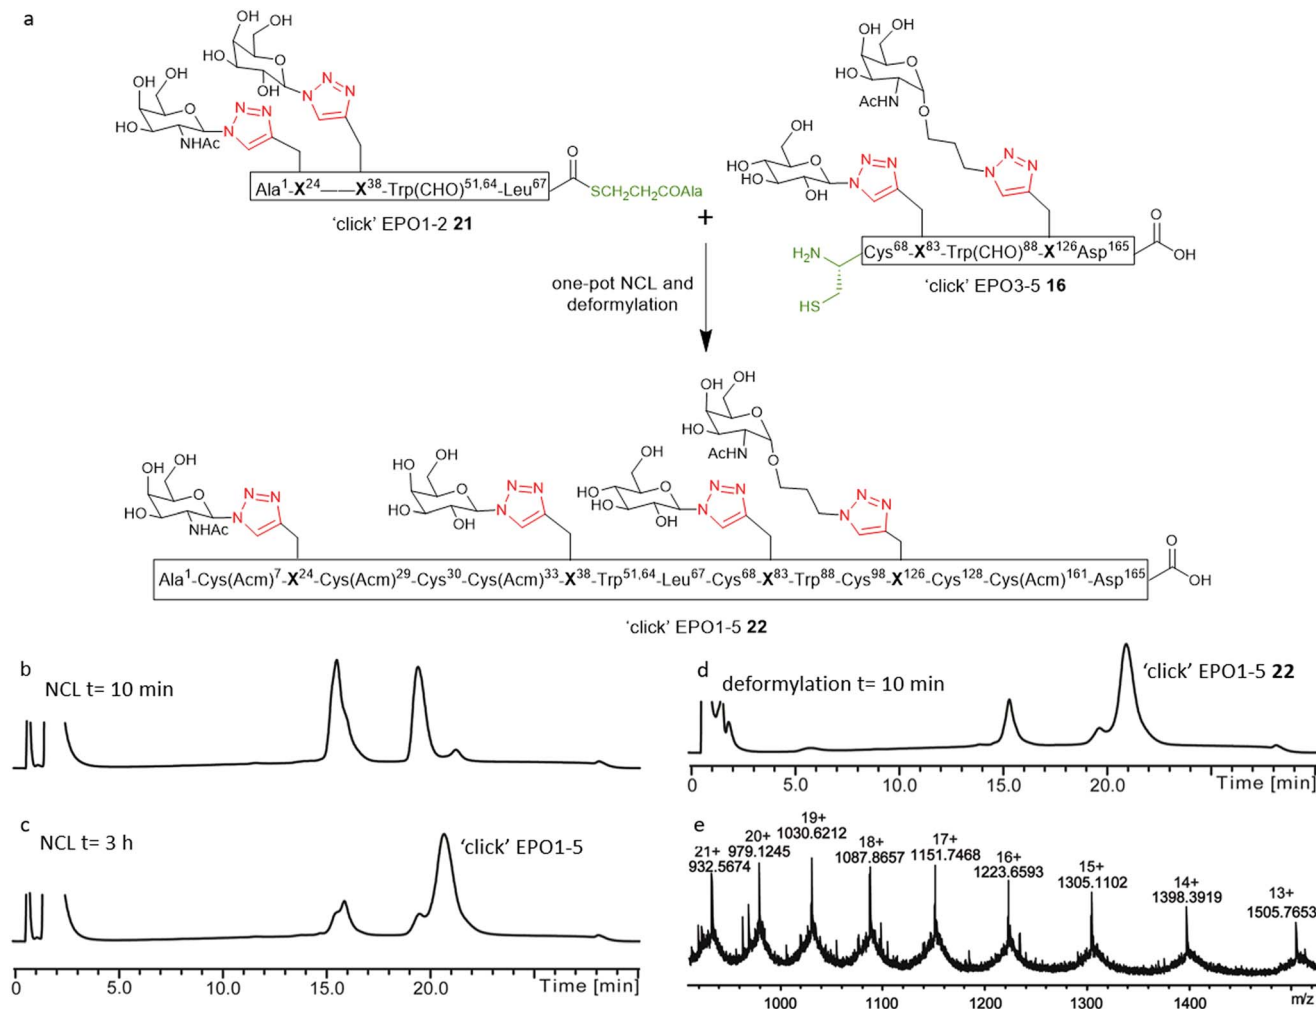 a
OH
OH
HO
O
OH
OH
OH
HO
O
NHAc
N
N
N
N
N
N
O
Ala¹-X²⁴——X³⁸-Trp(CHO)⁵¹,⁶⁴-Leu⁶⁷
SCH₂CH₂COAla
'click' EPO1-2 21
+
OH
OH
HO
O
AcHN
O
OH
HO
HO
O
OH
N
N
N
N
N
N
O
OH
H₂N
Cys⁶⁸-X⁸³-Trp(CHO)⁸⁸-X¹²⁶Asp¹⁶⁵
HS
'click' EPO3-5 16
one-pot NCL and
deformylation
OH
OH
HO
O
AcHN
O
OH
OH
HO
O
NHAc
N
N
N
HO
OH
HO
O
OH
N
N
N
OH
HO
HO
O
OH
N
N
N
N
N
N
O
OH
Ala¹-Cys(Acm)⁷-X²⁴-Cys(Acm)²⁹-Cys³⁰-Cys(Acm)³³-X³⁸-Trp⁵¹,⁶⁴-Leu⁶⁷-Cys⁶⁸-X⁸³-Trp⁸⁸-Cys⁹⁸-X¹²⁶-Cys¹²⁸-Cys(Acm)¹⁶¹-Asp¹⁶⁵
'click' EPO1-5 22
b
NCL t= 10 min
c
NCL t= 3 h
'click' EPO1-5
0 5.0 10.0 15.0 20.0 Time [min]
d
deformylation t= 10 min
'click' EPO1-5 22
0 5.0 10.0 15.0 20.0 Time [min]
e
21+
932.5674
20+
979.1245
19+
1030.6212
18+
1087.8657
17+
1151.7468
16+
1223.6593
15+
1305.1102
14+
1398.3919
13+
1505.7653
1000 1100 1200 1300 1400 m/z